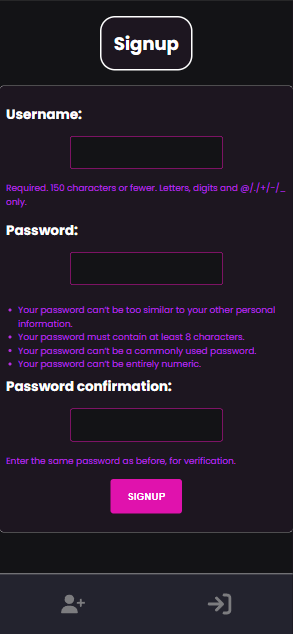 Signup
Username:
Required. 150 characters or fewer. Letters, digits and @/./+/-/_
only.
Password:
• Your password can't be too similar to your other personal
information.
• Your password must contain at least 8 characters.
• Your password can't be a commonly used password.
• Your password can't be entirely numeric.
Password confirmation:
Enter the same password as before, for verification.
SIGNUP